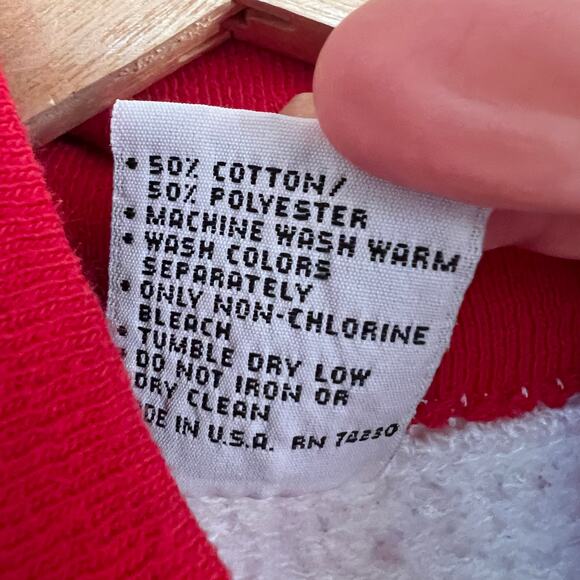 • 50% COTTON/
50% POLYESTER
• MACHINE WASH WARM
• WASH COLORS
SEPARATELY
• ONLY NON-CHLORINE
BLEACH
• TUMBLE DRY LOW
DO NOT IRON OR
DRY CLEAN
DE IN U.S.A. RN 74230